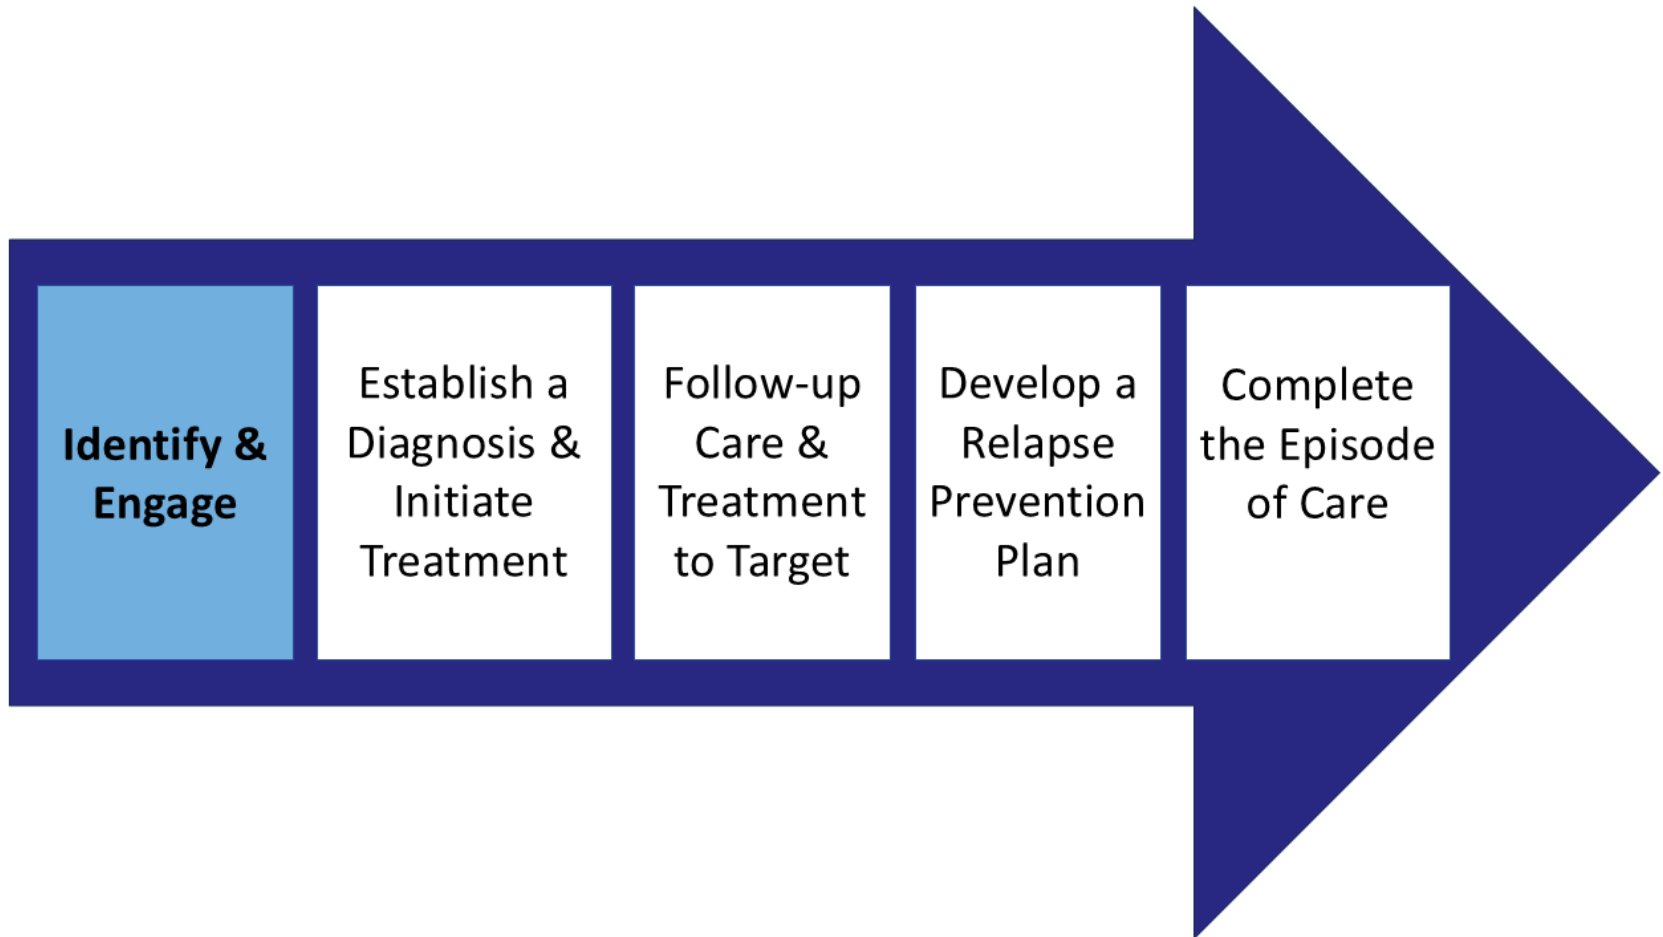 Identify &
Engage
Establish a
Diagnosis &
Initiate
Treatment
Follow-up
Care &
Treatment
to Target
Develop a
Relapse
Prevention
Plan
Complete
the Episode
of Care